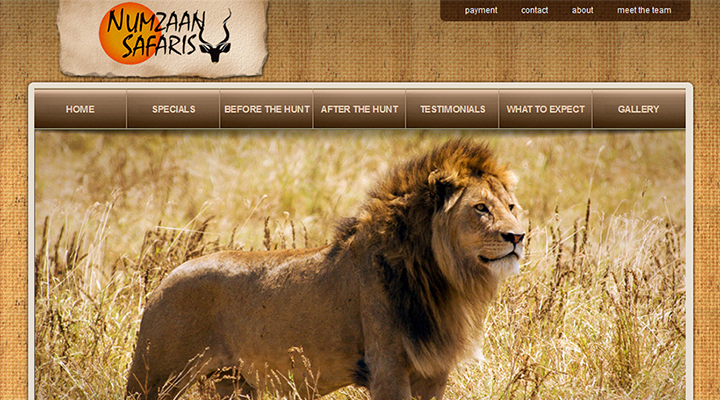 NUMZAAN
SAFARIS
payment contact about meet the team
HOME SPECIALS BEFORE THE HUNT AFTER THE HUNT TESTIMONIALS WHAT TO EXPECT GALLERY